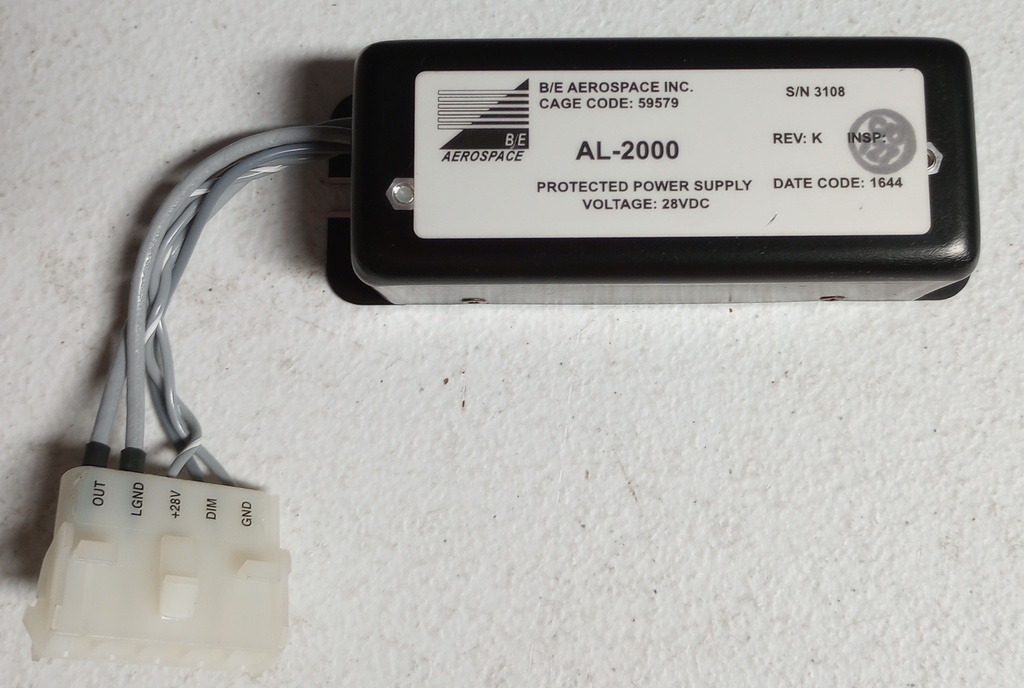 B/E AEROSPACE INC.
CAGE CODE: 59579
S/N 3108
B/E
AEROSPACE
AL-2000
REV: K INSP:
PROTECTED POWER SUPPLY
DATE CODE: 1644
VOLTAGE: 28VDC
OUT
LGND
+28V
DIM
GND